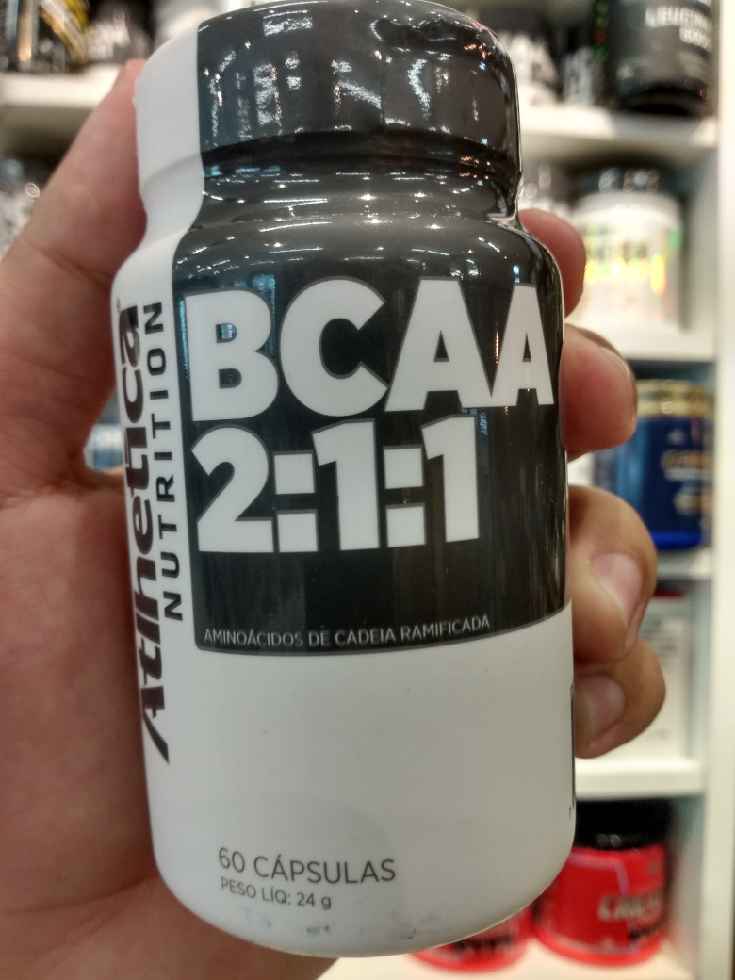 Atlhetica
NUTRITION
BCAA
2:1:1
AMINOÁCIDOS DE CADEIA RAMIFICADA
60 CÁPSULAS
PESO LÍQ: 24 g